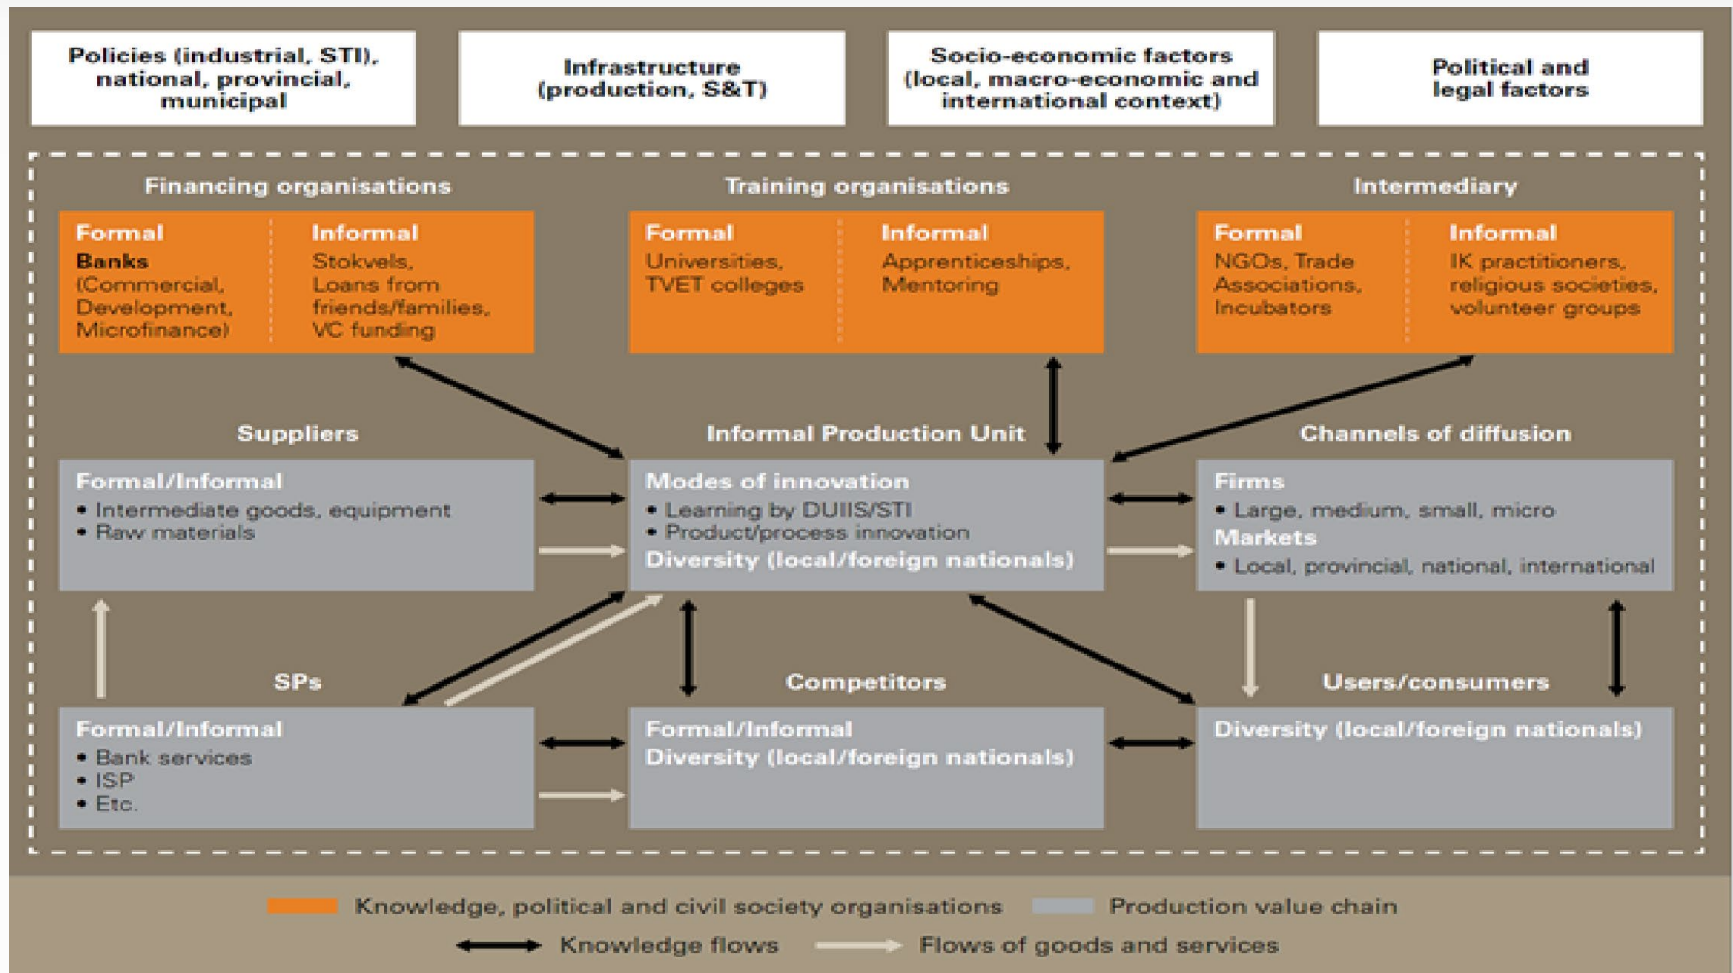 Policies (industrial, STI),
national, provincial,
municipal
Infrastructure
(production, S&T)
Socio-economic factors
(local, macro-economic and
international context)
Political and
legal factors
Financing organisations
Formal
Banks
(Commercial,
Development,
Microfinance)
Informal
Stokvels,
Loans from
friends/families,
VC funding
Training organisations
Formal
Universities,
TVET colleges
Informal
Apprenticeships,
Mentoring
Intermediary
Formal
NGOs, Trade
Associations,
Incubators
Informal
IK practitioners,
religious societies,
volunteer groups
Suppliers
Formal/Informal
• Intermediate goods, equipment
• Raw materials
Informal Production Unit
Modes of innovation
• Learning by DUIIS/STI
• Product/process innovation
Diversity (local/foreign nationals)
Channels of diffusion
Firms
• Large, medium, small, micro
Markets
• Local, provincial, national, international
SPs
Formal/Informal
• Bank services
• ISP
• Etc.
Competitors
Formal/Informal
Diversity (local/foreign nationals)
Users/consumers
Diversity (local/foreign nationals)
Knowledge, political and civil society organisations
Production value chain
Knowledge flows
Flows of goods and services